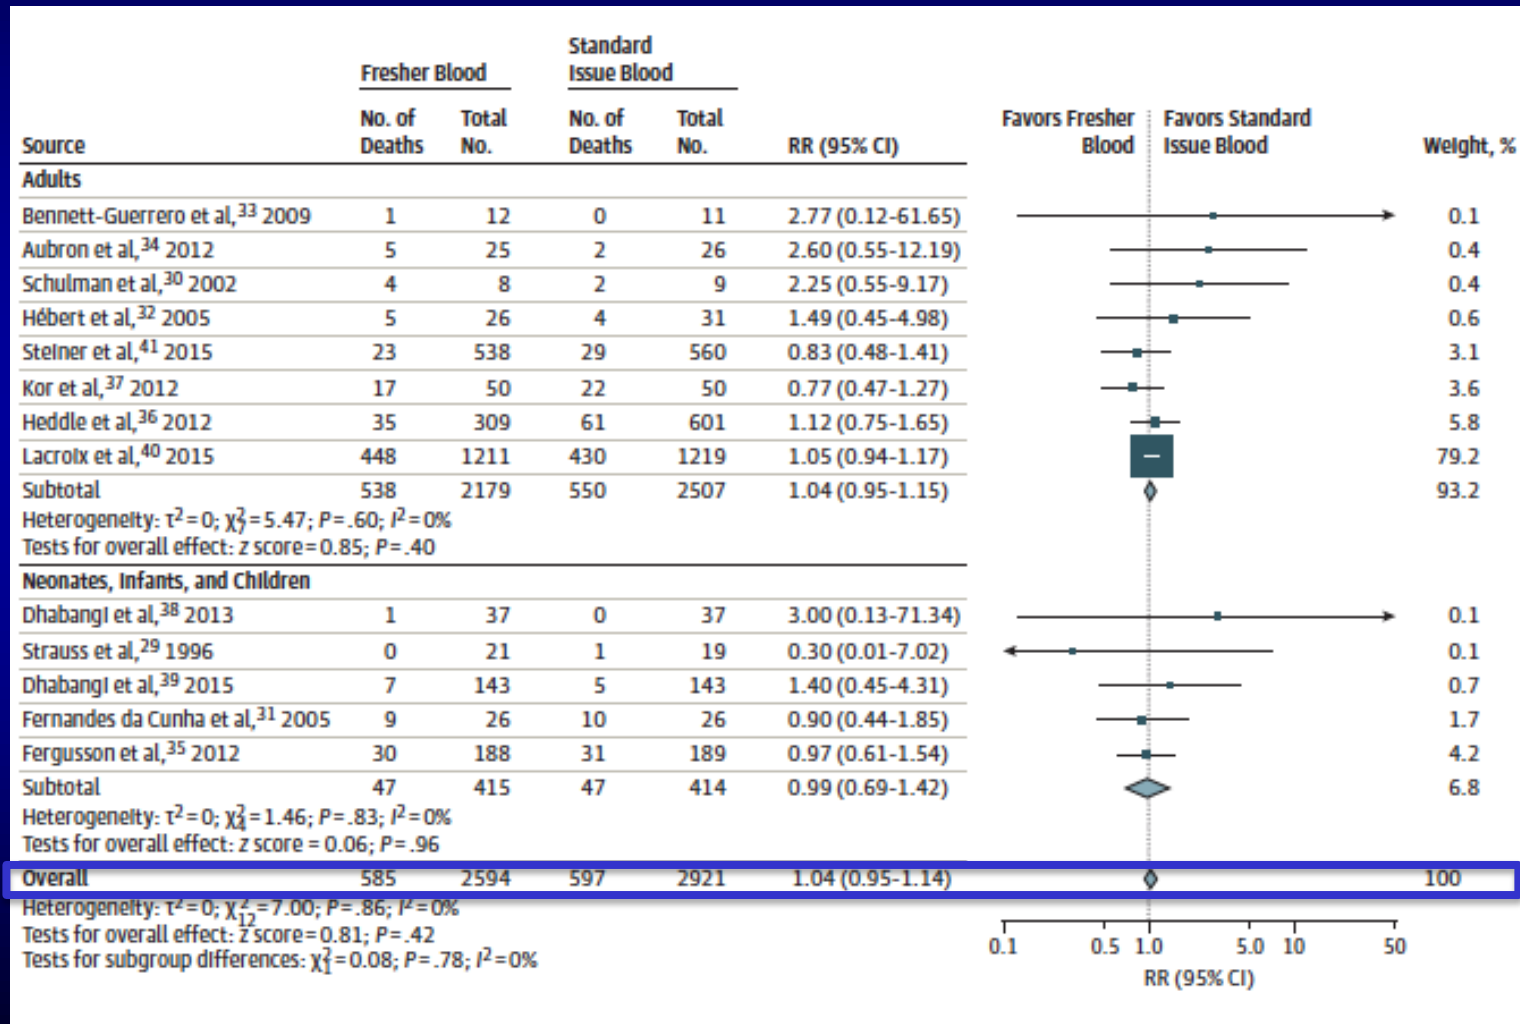 Standard
Fresher Blood Issue Blood
No. of Total No. of Total Favors Fresher Favors Standard
Source Deaths No. Deaths No. RR (95% CI) Blood Issue Blood Weight, %
Adults
Bennett-Guerrero et al,33 2009 1 12 0 11 2.77 (0.12-61.65) 0.1
Aubron et al,34 2012 5 25 2 26 2.60 (0.55-12.19) 0.4
Schulman et al,30 2002 4 8 2 9 2.25 (0.55-9.17) 0.4
Hébert et al,32 2005 5 26 4 31 1.49 (0.45-4.98) 0.6
Steiner et al,41 2015 23 538 29 560 0.83 (0.48-1.41) 3.1
Kor et al,37 2012 17 50 22 50 0.77 (0.47-1.27) 3.6
Heddle et al,36 2012 35 309 61 601 1.12 (0.75-1.65) 5.8
Lacroix et al,40 2015 448 1211 430 1219 1.05 (0.94-1.17) 79.2
Subtotal 538 2179 550 2507 1.04 (0.95-1.15) 93.2
Heterogeneity: τ2=0; χ27=5.47; P=.60; I2=0%
Tests for overall effect: z score=0.85; P=.40
Neonates, Infants, and Children
Dhabangi et al,38 2013 1 37 0 37 3.00 (0.13-71.34) 0.1
Strauss et al,29 1996 0 21 1 19 0.30 (0.01-7.02) 0.1
Dhabangi et al,39 2015 7 143 5 143 1.40 (0.45-4.31) 0.7
Fernandes da Cunha et al,31 2005 9 26 10 26 0.90 (0.44-1.85) 1.7
Fergusson et al,35 2012 30 188 31 189 0.97 (0.61-1.54) 4.2
Subtotal 47 415 47 414 0.99 (0.69-1.42) 6.8
Heterogeneity: τ2=0; χ24=1.46; P=.83; I2=0%
Tests for overall effect: z score = 0.06; P=.96
Overall 585 2594 597 2921 1.04 (0.95-1.14) 100
Heterogeneity: τ2=0; χ212=7.00; P=.86; I2=0%
Tests for overall effect: z score=0.81; P=.42
Tests for subgroup differences: χ21=0.08; P=.78; I2=0%
0.1 0.5 1.0 5.0 10 50
RR (95% CI)